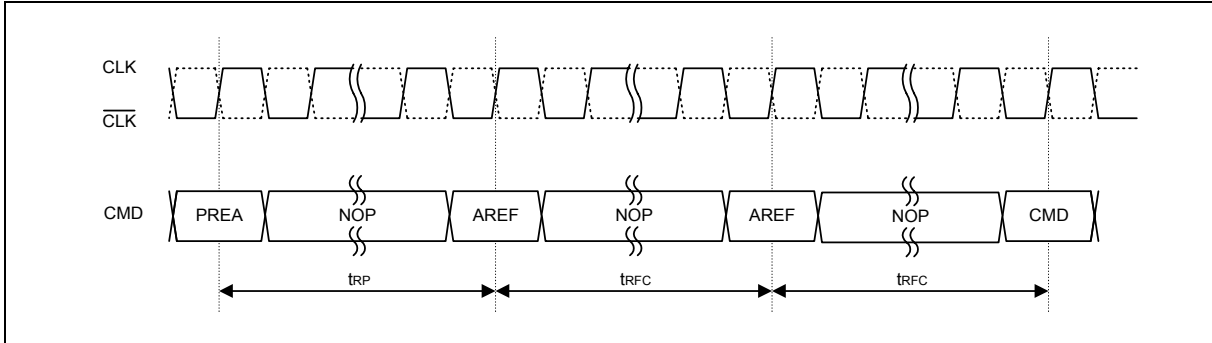 CLK
CLK
CMD PREA NOP AREF NOP AREF NOP CMD
tRP tRFC tRFC